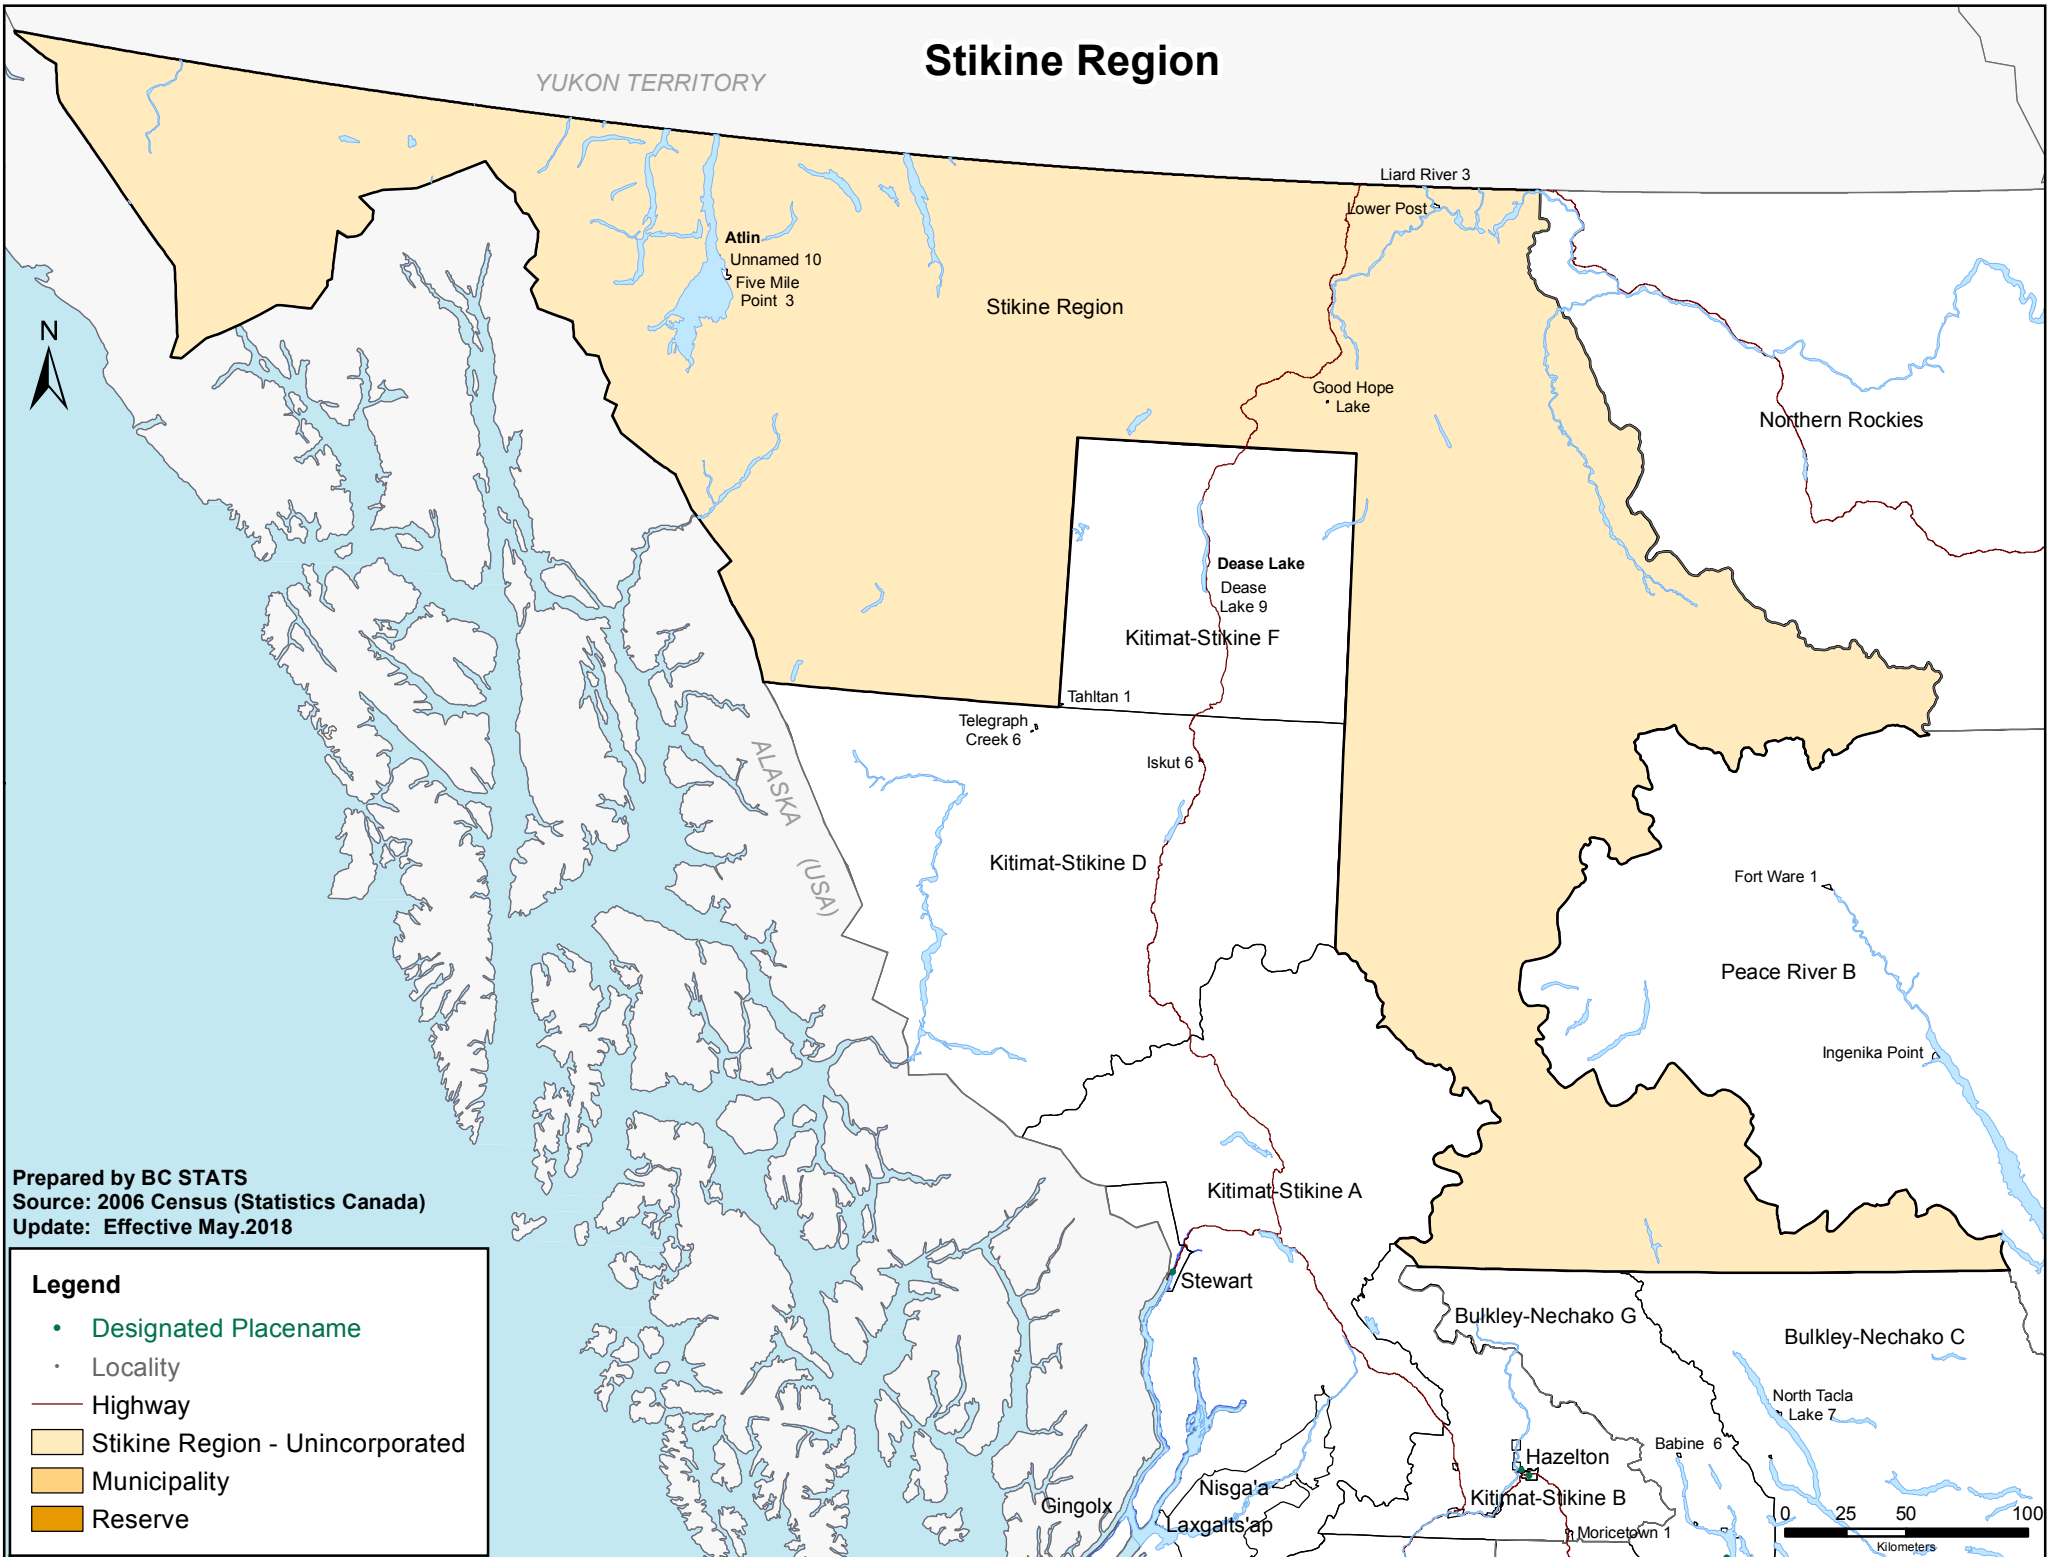 Stikine Region
YUKON TERRITORY
Liard River 3
Lower Post
Atlin
Unnamed 10
Five Mile
Point 3
Stikine Region
N
Good Hope
Lake
Northern Rockies
Dease Lake
Dease
Lake 9
Kitimat-Stikine F
Tahltan 1
Telegraph
Creek 6
Iskut 6
ALASKA
(USA)
Kitimat-Stikine D
Fort Ware 1
Peace River B
Ingenika Point
Kitimat-Stikine A
Prepared by BC STATS
Source: 2006 Census (Statistics Canada)
Update: Effective May.2018
Stewart
Bulkley-Nechako G
Bulkley-Nechako C
Legend
Designated Placename
Locality
Highway
Stikine Region - Unincorporated
Municipality
Reserve
North Tacla
Lake 7
Babine 6
Hazelton
Nisga'a
Kitimat-Stikine B
Gingolx
Laxgalts'ap
Moricetown 1
0 25 50 100
Kilometers